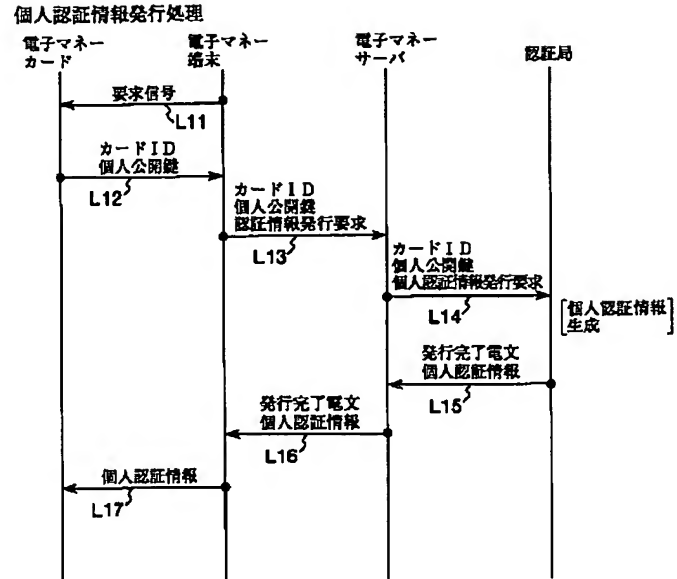 個人認証情報発行処理
電子マネー
カード
電子マネー
端末
電子マネー
サーバ
認証局
要求信号
L11
カードID
個人公開鍵
L12
カードID
個人公開鍵
認証情報発行要求
L13
カードID
個人公開鍵
個人認証情報発行要求
L14
個人認証情報
生成
発行完了電文
個人認証情報
L15
発行完了電文
個人認証情報
L16
個人認証情報
L17